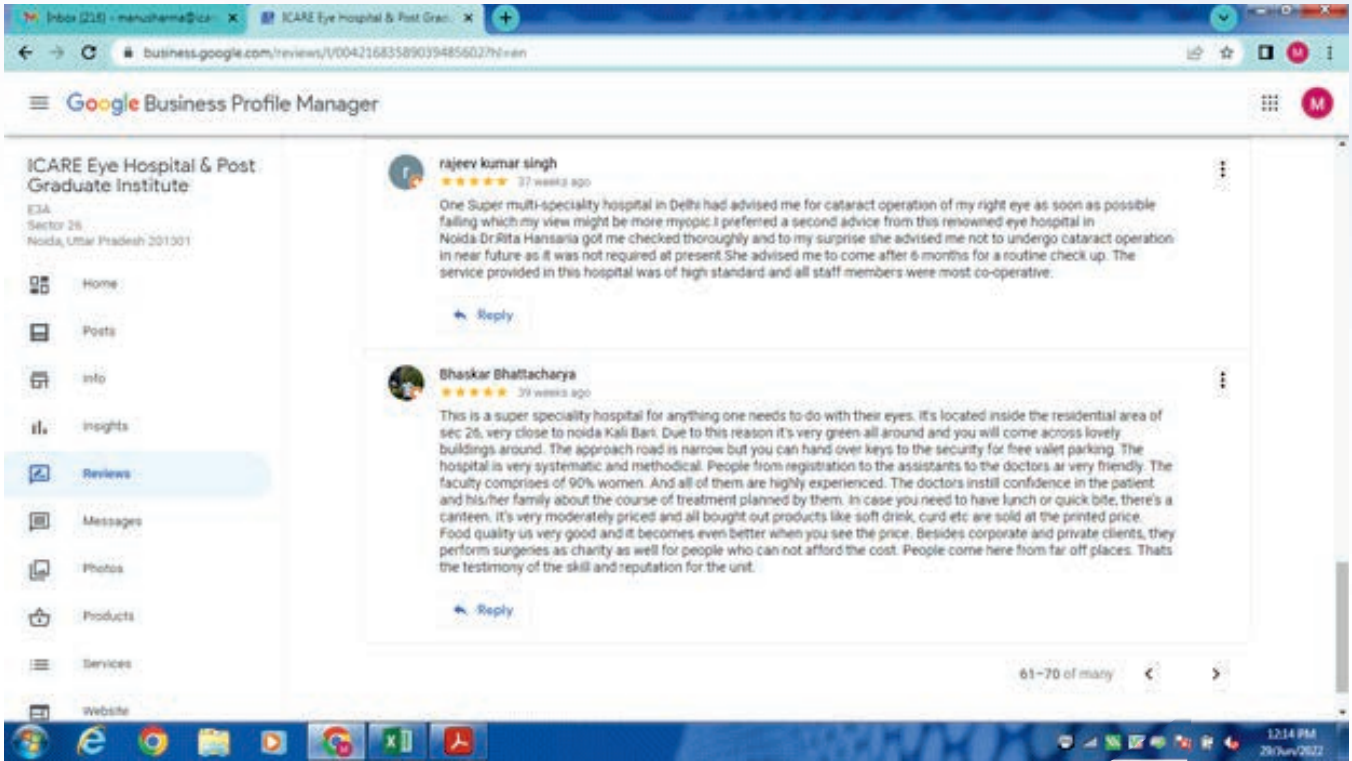 Inbox (218) - manusharma@icar
ICARE Eye Hospital & Post Grac
business.google.com/reviews/l/00421683589039485602?hl=en
M
Google Business Profile Manager
M
ICARE Eye Hospital & Post
Graduate Institute
E3A
Sector 26
Noida, Uttar Pradesh 201301
Home
Posts
Info
Insights
Reviews
Messages
Photos
Products
Services
Website
r
rajeev kumar singh
37 weeks ago
One Super multi-speciality hospital in Delhi had advised me for cataract operation of my right eye as soon as possible
failing which my view might be more myopic.I preferred a second advice from this renowned eye hospital in
Noida.Dr.Rita Hansaria got me checked thoroughly and to my surprise she advised me not to undergo cataract operation
in near future as it was not required at present.She advised me to come after 6 months for a routine check up. The
service provided in this hospital was of high standard and all staff members were most co-operative.
Reply
Bhaskar Bhattacharya
39 weeks ago
This is a super speciality hospital for anything one needs to do with their eyes. It's located inside the residential area of
sec 26, very close to noida Kali Bari. Due to this reason it's very green all around and you will come across lovely
buildings around. The approach road is narrow but you can hand over keys to the security for free valet parking. The
hospital is very systematic and methodical. People from registration to the assistants to the doctors ar very friendly. The
faculty comprises of 90% women. And all of them are highly experienced. The doctors instill confidence in the patient
and his/her family about the course of treatment planned by them. In case you need to have lunch or quick bite, there's a
canteen. It's very moderately priced and all bought out products like soft drink, curd etc are sold at the printed price.
Food quality us very good and it becomes even better when you see the price. Besides corporate and private clients, they
perform surgeries as charity as well for people who can not afford the cost. People come here from far off places. Thats
the testimony of the skill and reputation for the unit.
Reply
61–70 of many
12:14 PM
29/Jun/2022